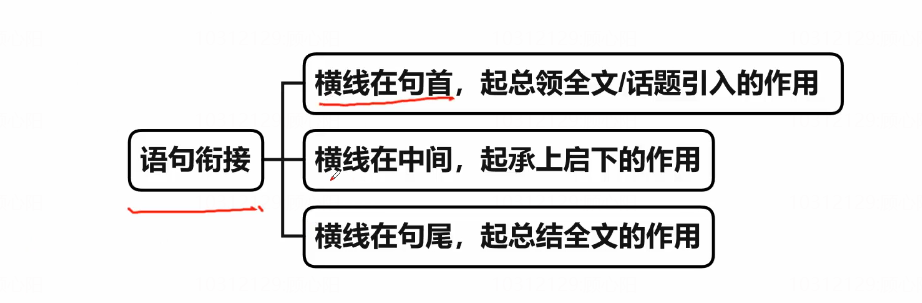 横线在句首，起总领全文/话题引入的作用
语句衔接
横线在中间，起承上启下的作用
横线在句尾，起总结全文的作用